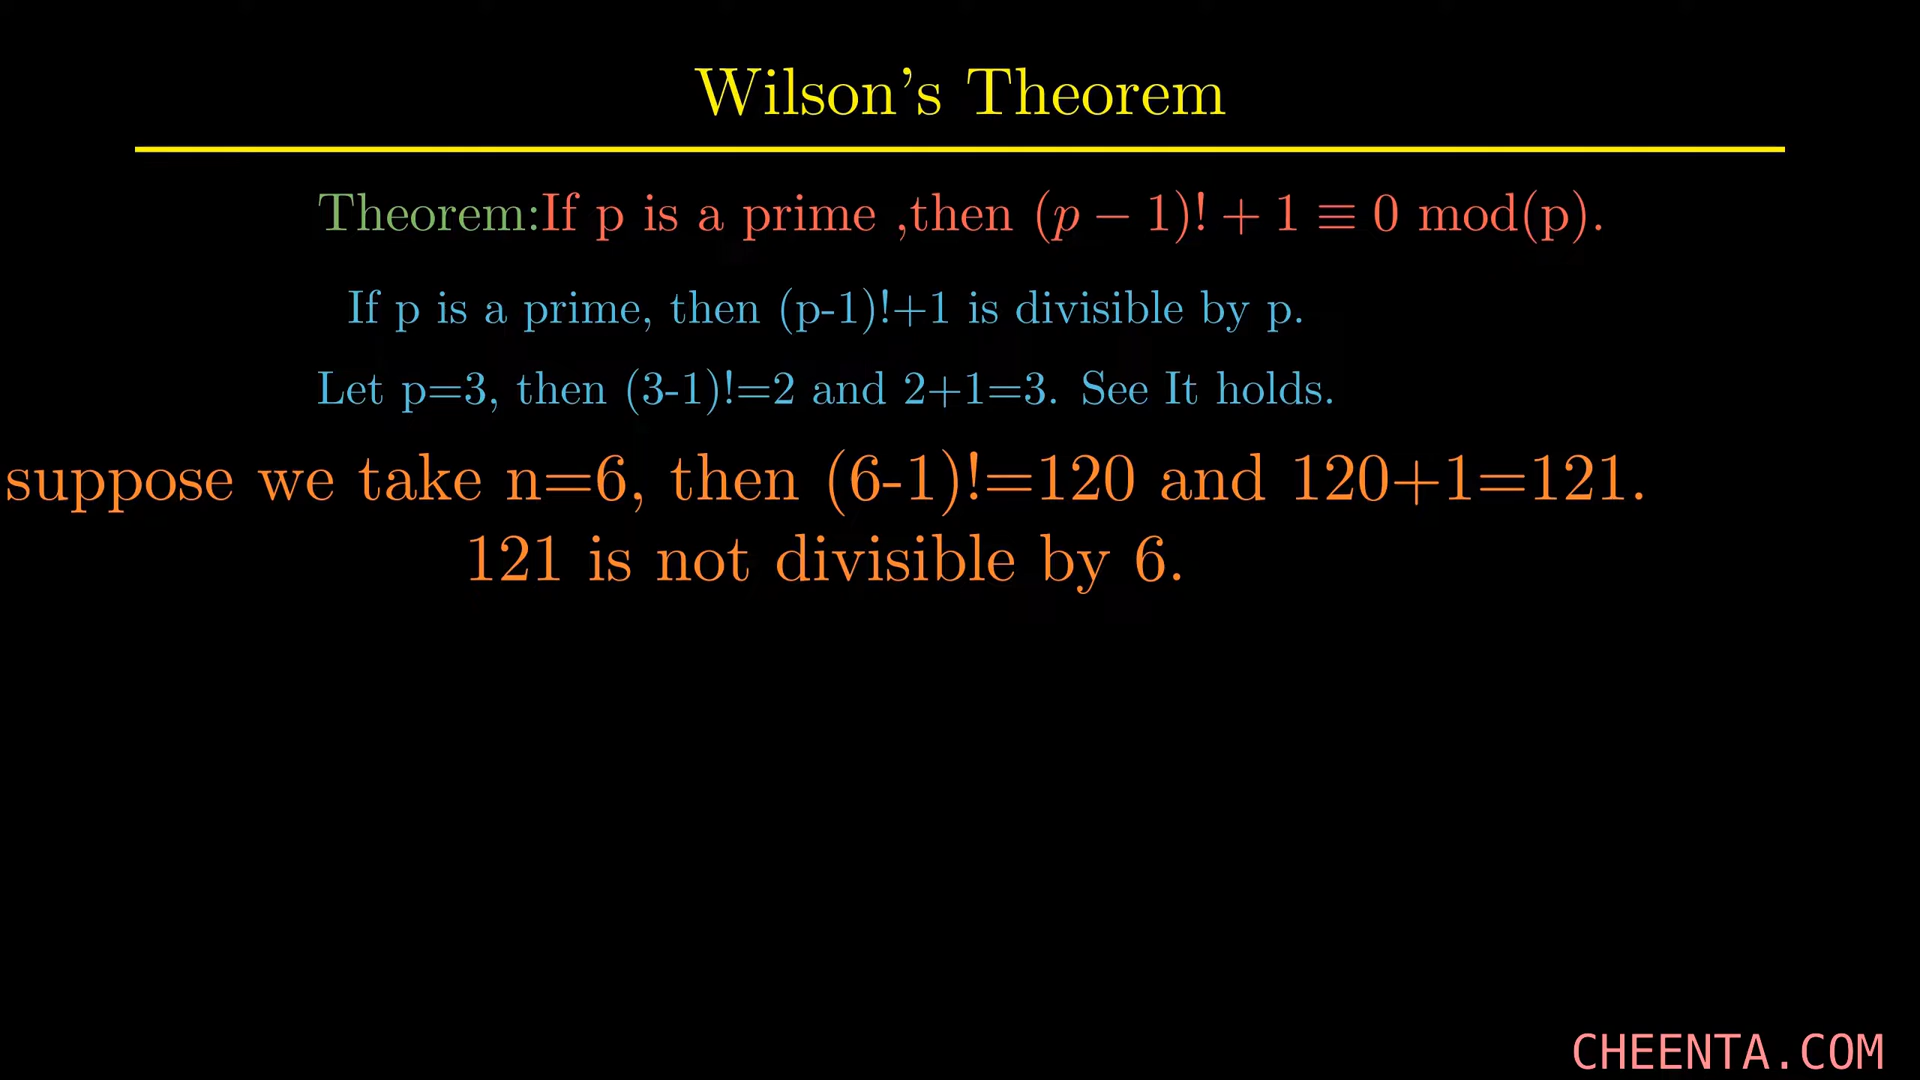 Wilson's Theorem
Theorem:If p is a prime ,then (p − 1)! + 1 ≡ 0 mod(p).
If p is a prime, then (p-1)!+1 is divisible by p.
Let p=3, then (3-1)!=2 and 2+1=3. See It holds.
suppose we take n=6, then (6-1)!=120 and 120+1=121.
121 is not divisible by 6.
CHEENTA.COM